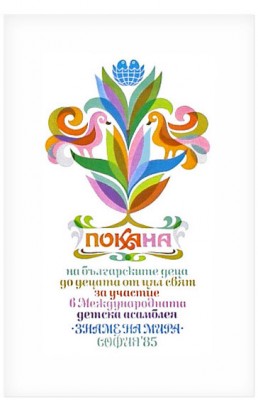 ПОКАНА
на българските деца
до децата от цял свят
за участие
в Международната
детска асамблея
·ЗНАМЕ НА МИРА·
СОФИЯ'85